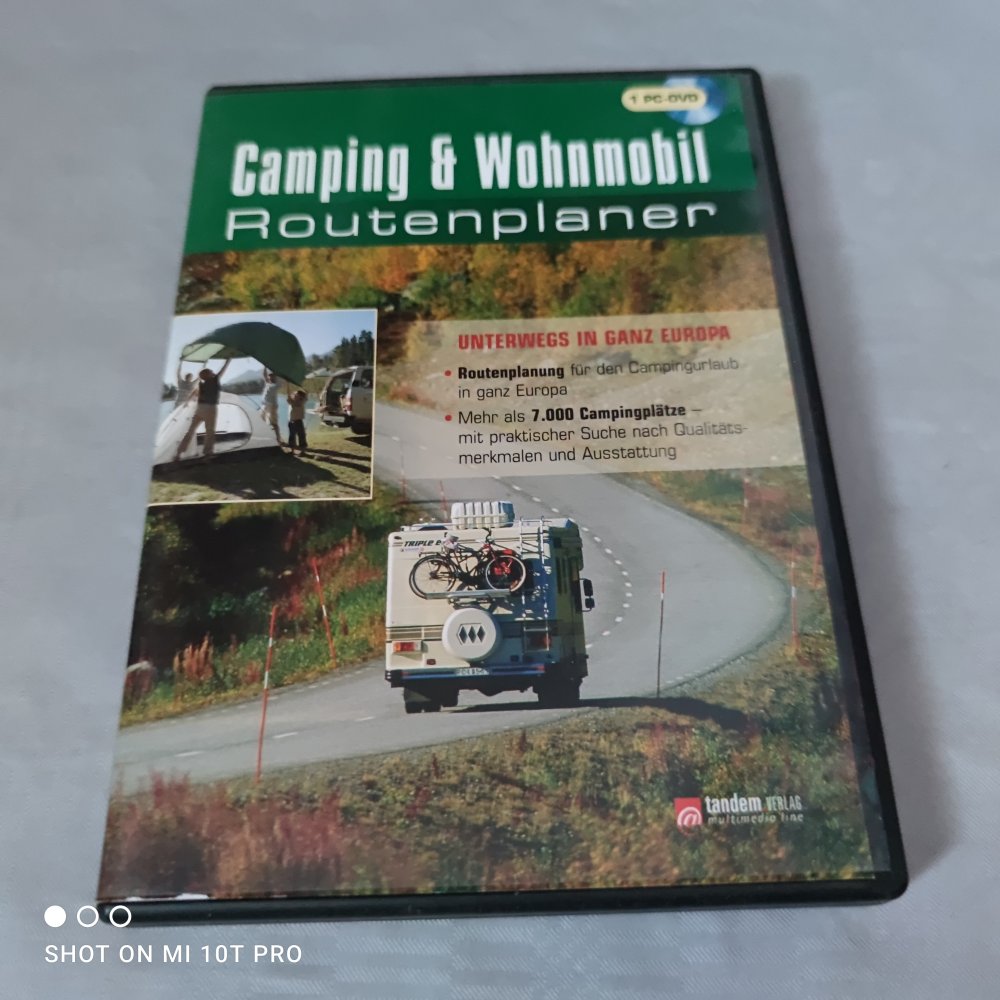 1 PC-DVD
Camping & Wohnmobil
Routenplaner
UNTERWEGS IN GANZ EUROPA
• Routenplanung für den Campingurlaub
in ganz Europa
• Mehr als 7.000 Campingplätze –
mit praktischer Suche nach Qualitäts-
merkmalen und Ausstattung
TRIPLE E
tandem VERLAG
multimedia line
SHOT ON MI 10T PRO